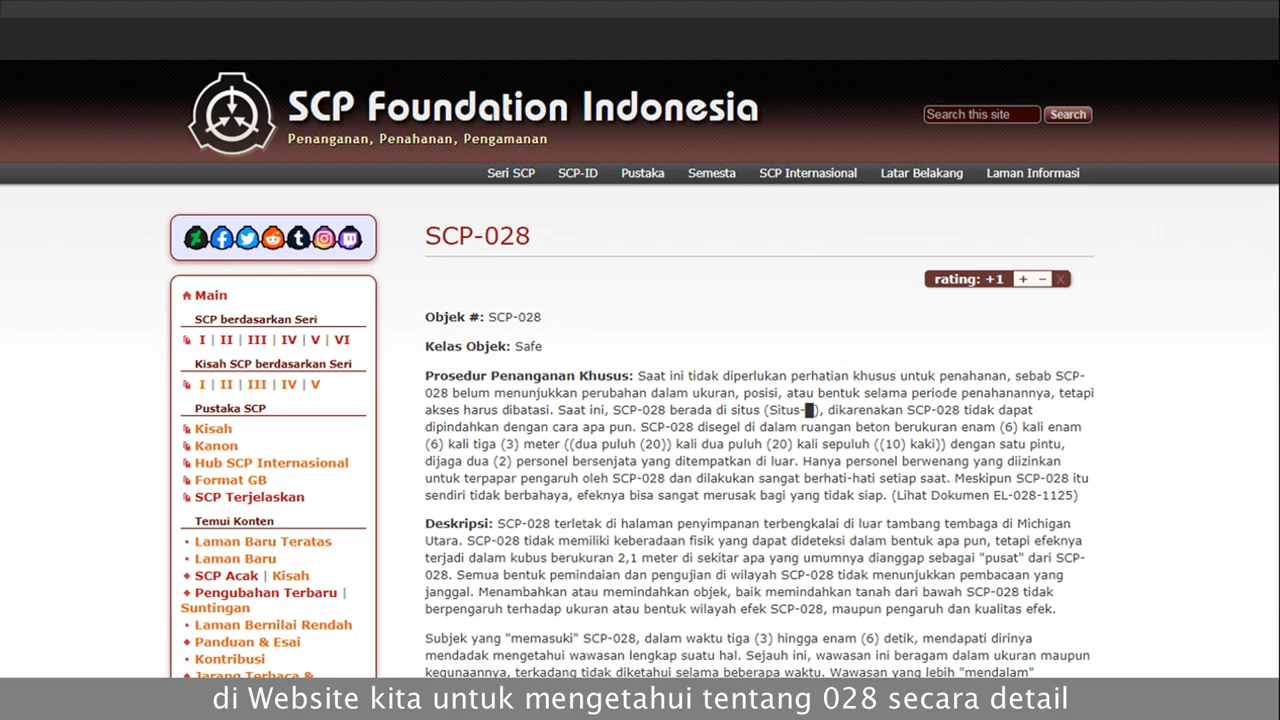 SCP Foundation Indonesia
Penanganan, Penahanan, Pengamanan
Search this site Search
Seri SCP SCP-ID Pustaka Semesta SCP Internasional Latar Belakang Laman Informasi
Main
SCP berdasarkan Seri
I | II | III | IV | V | VI
Kisah SCP berdasarkan Seri
I | II | III | IV | V
Pustaka SCP
Kisah
Kanon
Hub SCP Internasional
Format GB
SCP Terjelaskan
Temui Konten
Laman Baru Teratas
Laman Baru
SCP Acak | Kisah
Pengubahan Terbaru |
Suntingan
Laman Bernilai Rendah
Panduan & Esai
Kontribusi
Jarang Terbaca &
SCP-028
rating: +1 + − X
Objek #: SCP-028
Kelas Objek: Safe
Prosedur Penanganan Khusus: Saat ini tidak diperlukan perhatian khusus untuk penahanan, sebab SCP-
028 belum menunjukkan perubahan dalam ukuran, posisi, atau bentuk selama periode penahanannya, tetapi
akses harus dibatasi. Saat ini, SCP-028 berada di situs (Situs-█), dikarenakan SCP-028 tidak dapat
dipindahkan dengan cara apa pun. SCP-028 disegel di dalam ruangan beton berukuran enam (6) kali enam
(6) kali tiga (3) meter ((dua puluh (20)) kali dua puluh (20) kali sepuluh ((10) kaki)) dengan satu pintu,
dijaga dua (2) personel bersenjata yang ditempatkan di luar. Hanya personel berwenang yang diizinkan
untuk terpapar pengaruh oleh SCP-028 dan dilakukan sangat berhati-hati setiap saat. Meskipun SCP-028 itu
sendiri tidak berbahaya, efeknya bisa sangat merusak bagi yang tidak siap. (Lihat Dokumen EL-028-1125)
Deskripsi: SCP-028 terletak di halaman penyimpanan terbengkalai di luar tambang tembaga di Michigan
Utara. SCP-028 tidak memiliki keberadaan fisik yang dapat dideteksi dalam bentuk apa pun, tetapi efeknya
terjadi dalam kubus berukuran 2,1 meter di sekitar apa yang umumnya dianggap sebagai "pusat" dari SCP-
028. Semua bentuk pemindaian dan pengujian di wilayah SCP-028 tidak menunjukkan pembacaan yang
janggal. Menambahkan atau memindahkan objek, baik memindahkan tanah dari bawah SCP-028 tidak
berpengaruh terhadap ukuran atau bentuk wilayah efek SCP-028, maupun pengaruh dan kualitas efek.
Subjek yang "memasuki" SCP-028, dalam waktu tiga (3) hingga enam (6) detik, mendapati dirinya
mendadak mengetahui wawasan lengkap suatu hal. Sejauh ini, wawasan ini beragam dalam ukuran maupun
kegunaannya, terkadang tidak diketahui selama beberapa waktu. Wawasan yang lebih "mendalam"
di Website kita untuk mengetahui tentang 028 secara detail